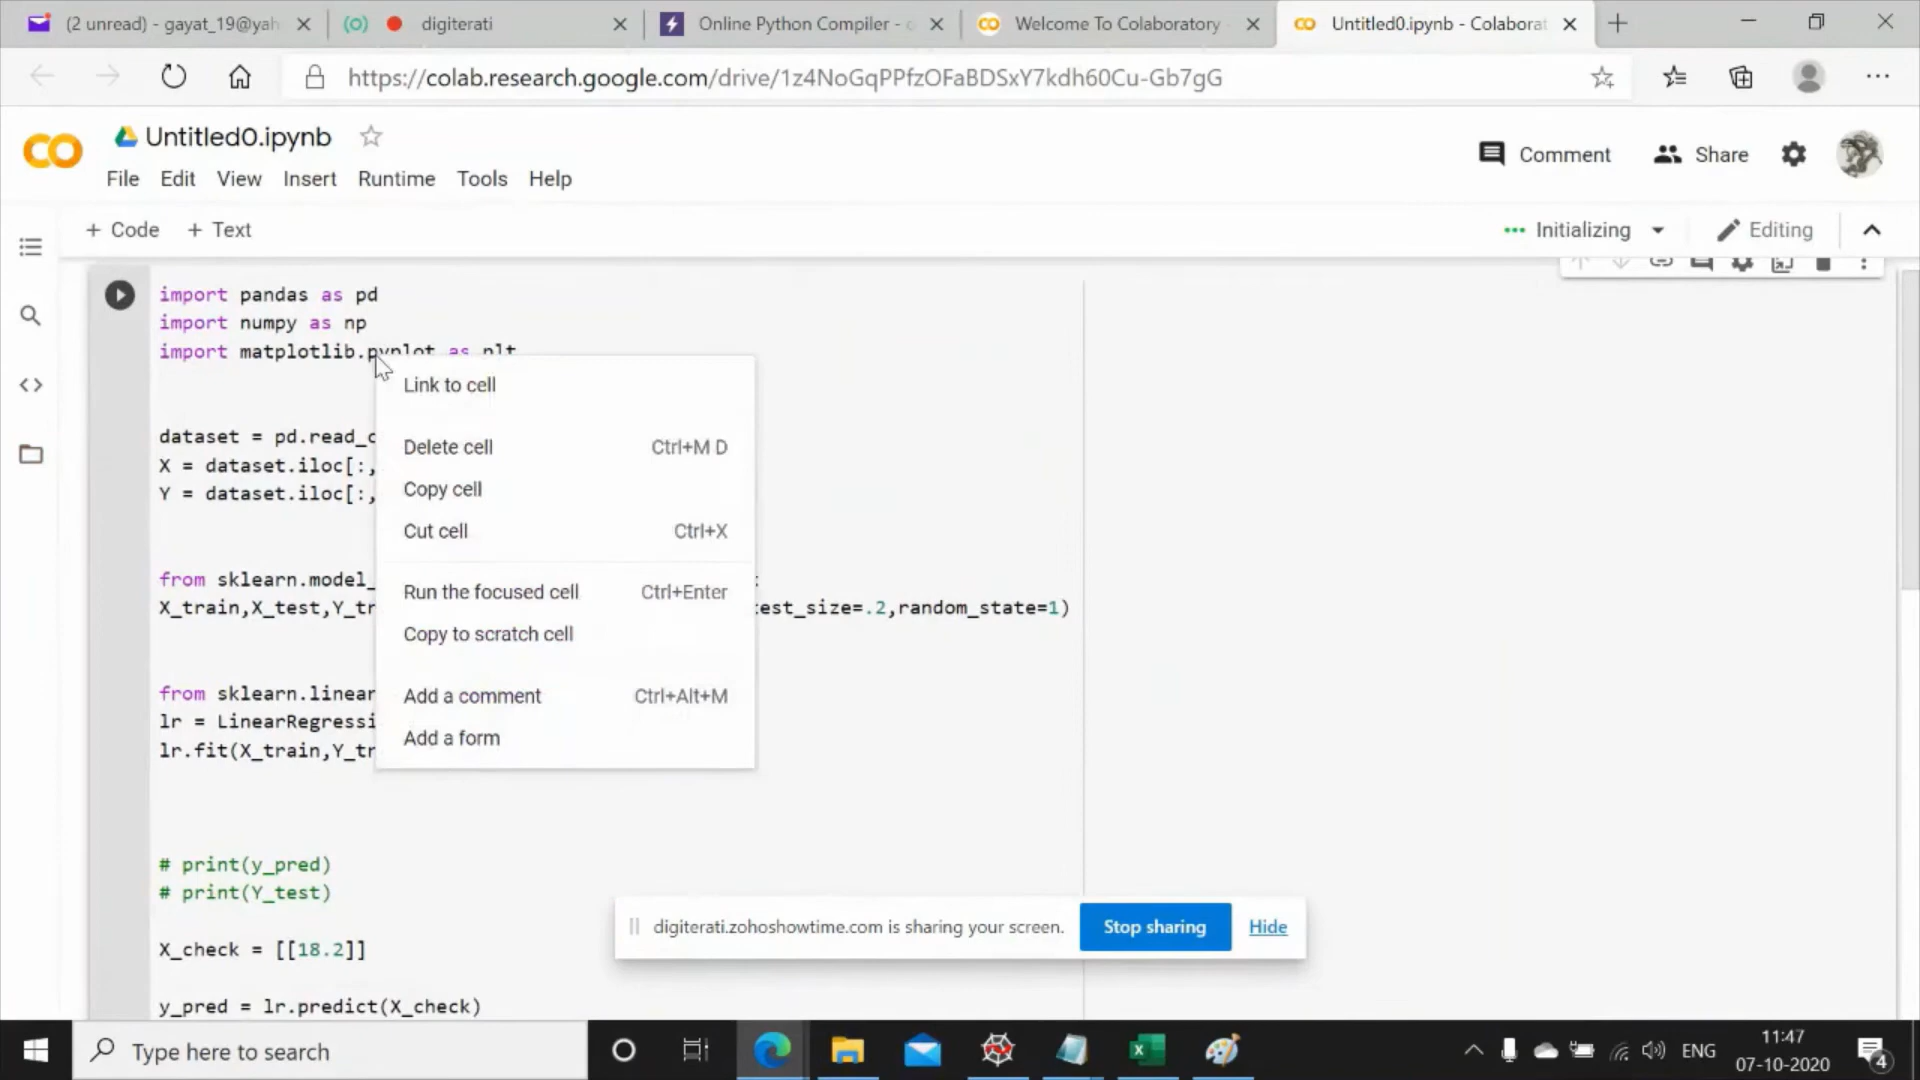 (2 unread) - gayat_19@yah
digiterati
Online Python Compiler -
Welcome To Colaboratory
Untitled0.ipynb - Colaborat
https://colab.research.google.com/drive/1z4NoGqPPfzOFaBDSxY7kdh60Cu-Gb7gG
CO
Untitled0.ipynb
Comment
Share
File Edit View Insert Runtime Tools Help
+ Code + Text
Initializing
Editing
import pandas as pd
import numpy as np
import matplotlib.pyplot as plt
Link to cell
dataset = pd.read_c
Delete cell Ctrl+M D
X = dataset.iloc[:,
Copy cell
Y = dataset.iloc[:,
Cut cell Ctrl+X
from sklearn.model_
Run the focused cell Ctrl+Enter
X_train,X_test,Y_tr
est_size=.2,random_state=1)
Copy to scratch cell
from sklearn.linear
Add a comment Ctrl+Alt+M
lr = LinearRegressi
Add a form
lr.fit(X_train,Y_tr
# print(y_pred)
# print(Y_test)
digiterati.zohoshowtime.com is sharing your screen. Stop sharing Hide
X_check = [[18.2]]
y_pred = lr.predict(X_check)
Type here to search
ENG
11:47
07-10-2020
4